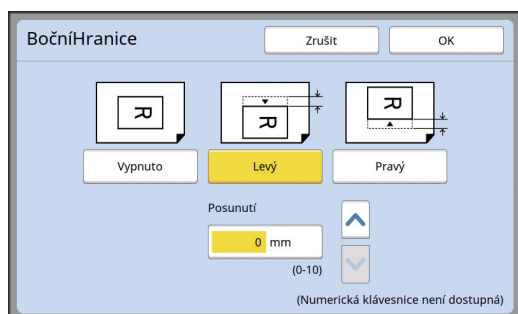 BočníHranice
Zrušit
OK
R
R
R
Vypnuto
Levý
Pravý
Posunutí
0 mm
(0-10)
(Numerická klávesnice není dostupná)